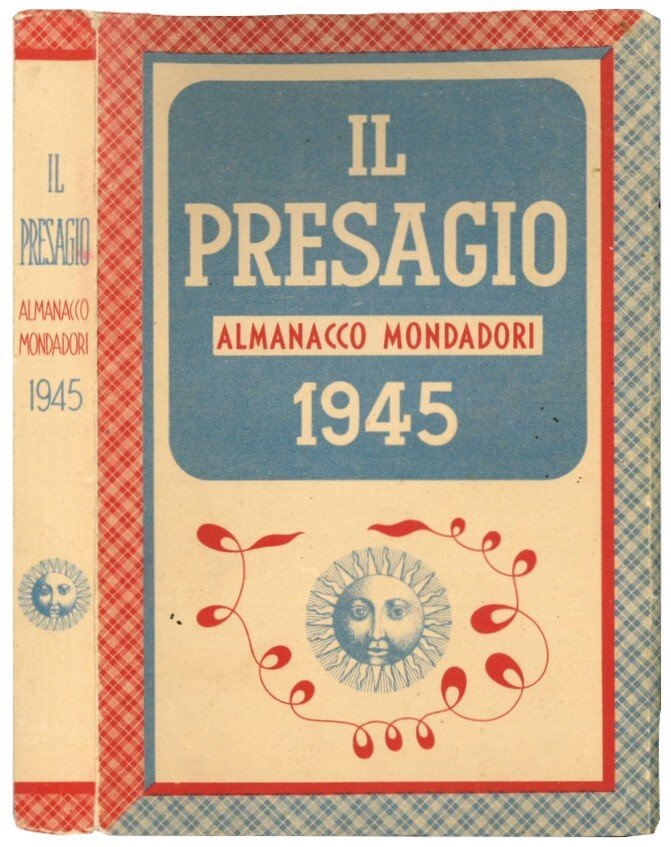 IL
PRESAGIO
ALMANACCO
MONDADORI
1945
IL
PRESAGIO
ALMANACCO MONDADORI
1945